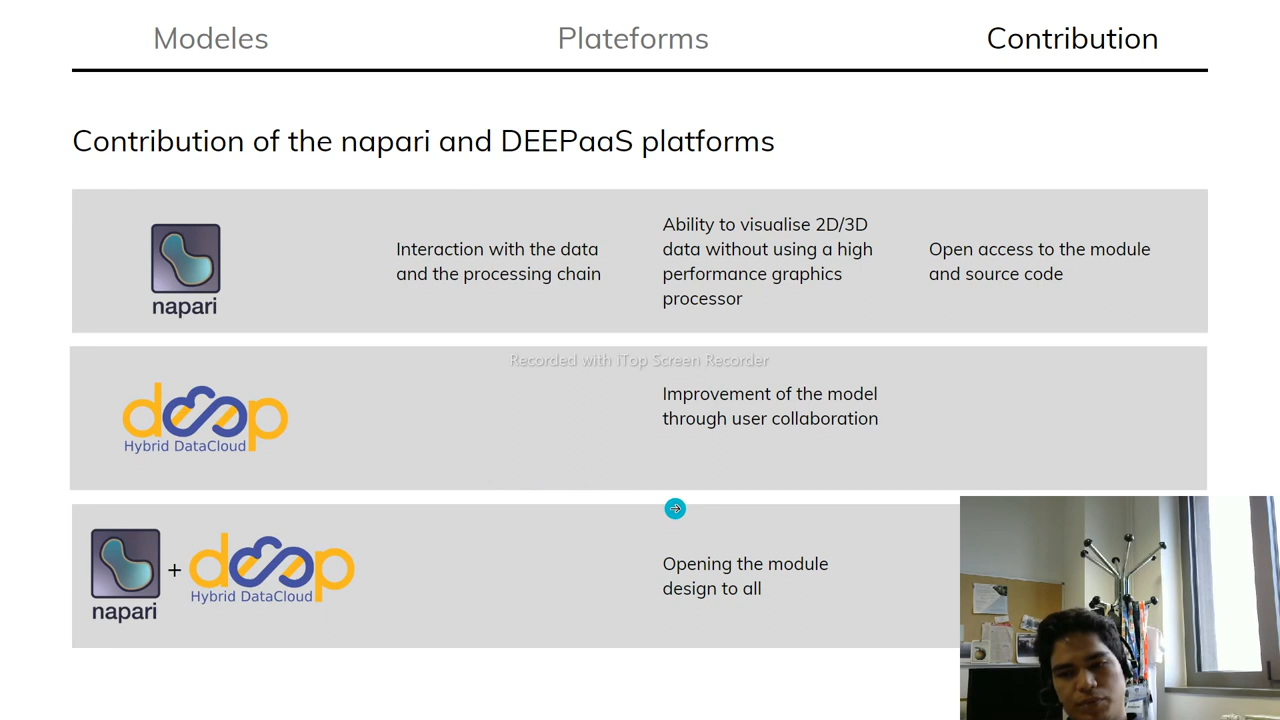 Modeles Plateforms Contribution
Contribution of the napari and DEEPaaS platforms
napari
Interaction with the data
and the processing chain
Ability to visualise 2D/3D
data without using a high
performance graphics
processor
Open access to the module
and source code
Recorded with iTop Screen Recorder
deep
Hybrid DataCloud
Improvement of the model
through user collaboration
napari
+
deep
Hybrid DataCloud
Opening the module
design to all